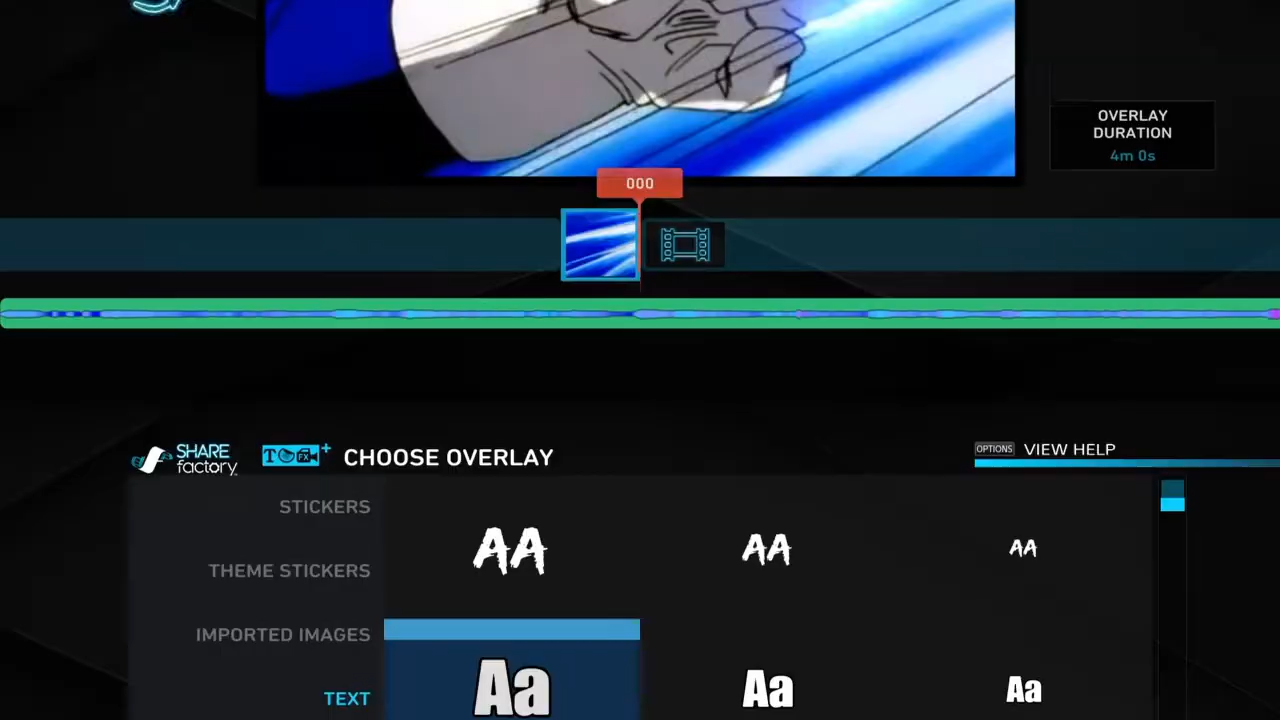 OVERLAY
DURATION
4m 0s
000
SHARE
factory
CHOOSE OVERLAY
OPTIONS
VIEW HELP
STICKERS
AA
AA
AA
THEME STICKERS
IMPORTED IMAGES
TEXT
Aa
Aa
Aa